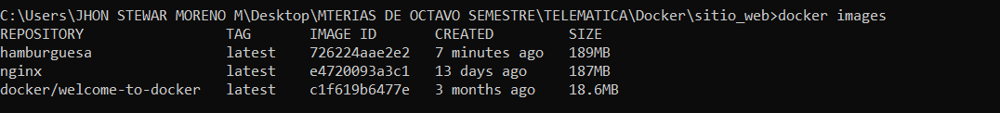 C:\Users\JHON STEWAR MORENO M\Desktop\MTERIAS DE OCTAVO SEMESTRE\TELEMATICA\Docker\sitio_web>docker images
REPOSITORY TAG IMAGE ID CREATED SIZE
hamburguesa latest 726224aae2e2 7 minutes ago 189MB
nginx latest e4720093a3c1 13 days ago 187MB
docker/welcome-to-docker latest c1f619b6477e 3 months ago 18.6MB